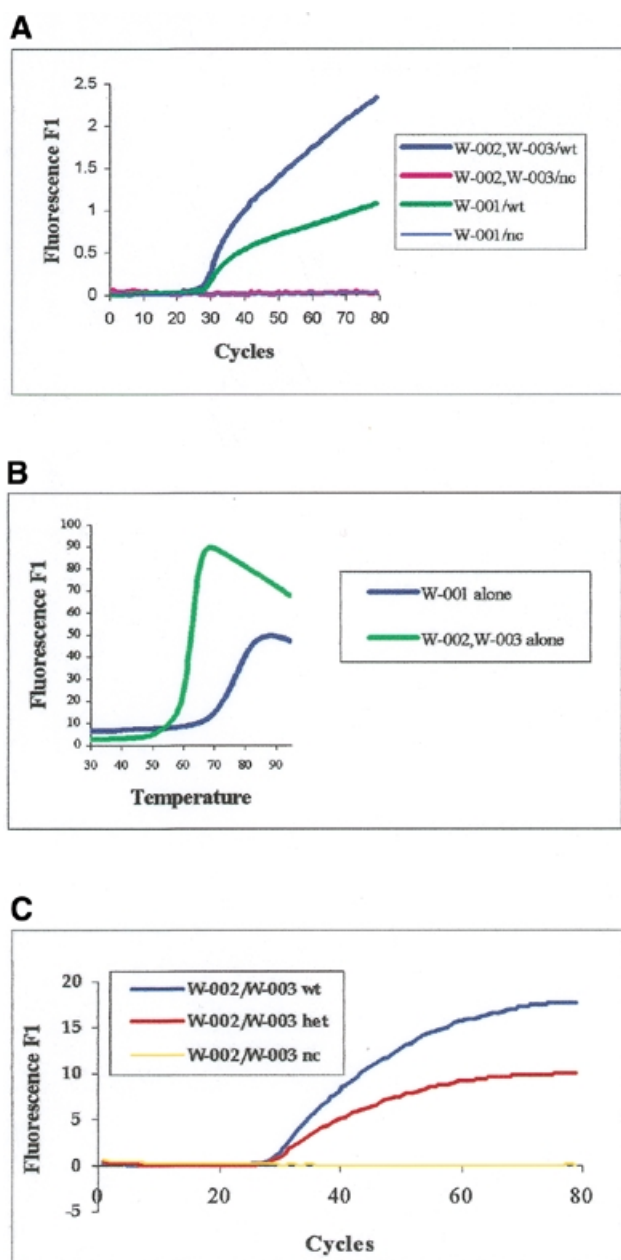 A
Fluorescence F1
2.5
2
1.5
1
0.5
0
0 10 20 30 40 50 60 70 80
Cycles
W-002,W-003/wt
W-002,W-003/nc
W-001/wt
W-001/nc
B
Fluorescence F1
100
90
80
70
60
50
40
30
20
10
0
30 40 50 60 70 80 90
Temperature
W-001 alone
W-002,W-003 alone
C
Fluorescence F1
20
15
10
5
0
-5
0 20 40 60 80
Cycles
W-002/W-003 wt
W-002/W-003 het
W-002/W-003 nc